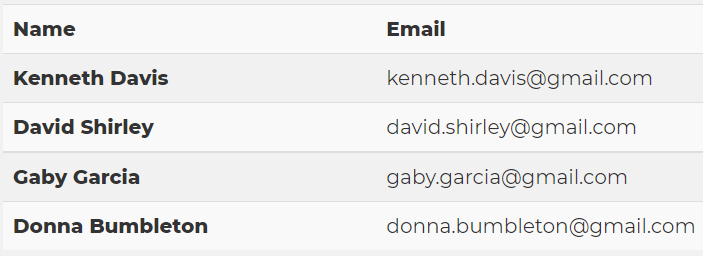 Name Email
Kenneth Davis kenneth.davis@gmail.com
David Shirley david.shirley@gmail.com
Gaby Garcia gaby.garcia@gmail.com
Donna Bumbleton donna.bumbleton@gmail.com